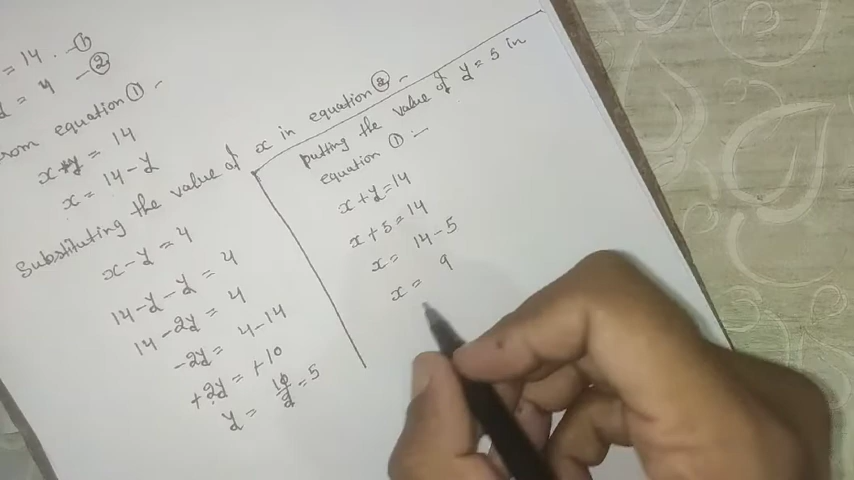 = 14 - ①
y = 4 - ②
from equation ① -
x+y = 14
x = 14-y
Substituting the value of x in equation ② -
x-y = 4
14-y-y = 4
14-2y = 4
-2y = 4-14
+2y = +10
y = 10/2 = 5
putting the value of y = 5 in
equation ① :-
x+y=14
x+5=14
x= 14-5
x= 9